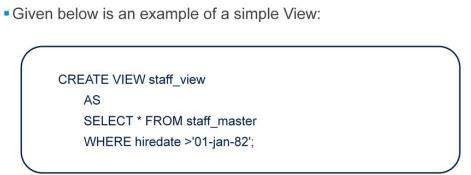 ▪ Given below is an example of a simple View:
CREATE VIEW staff_view
AS
SELECT * FROM staff_master
WHERE hiredate >'01-jan-82';